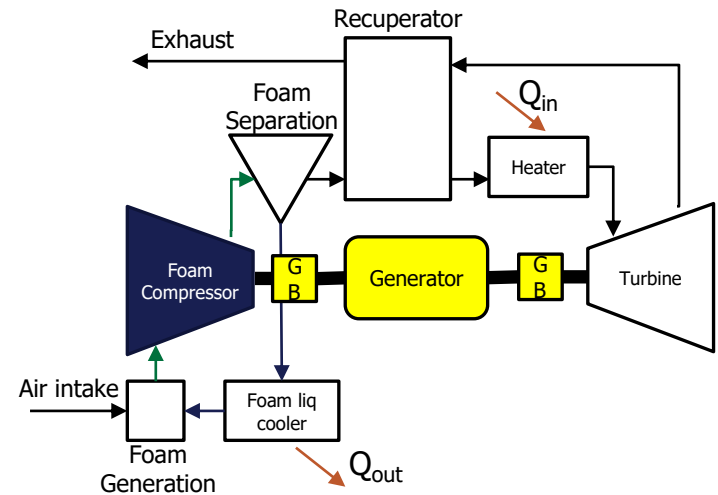 Recuperator
Exhaust
Foam
Separation
Qin
Heater
Foam
Compressor
G
B
Generator
G
B
Turbine
Air intake
Foam liq
cooler
Foam
Generation
Qout